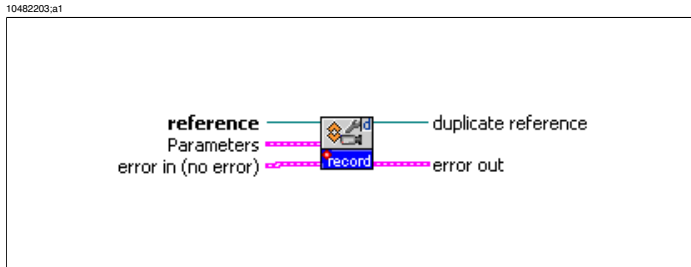 10482203;a1
reference
duplicate reference
Parameters
error in (no error)
error out
d
record